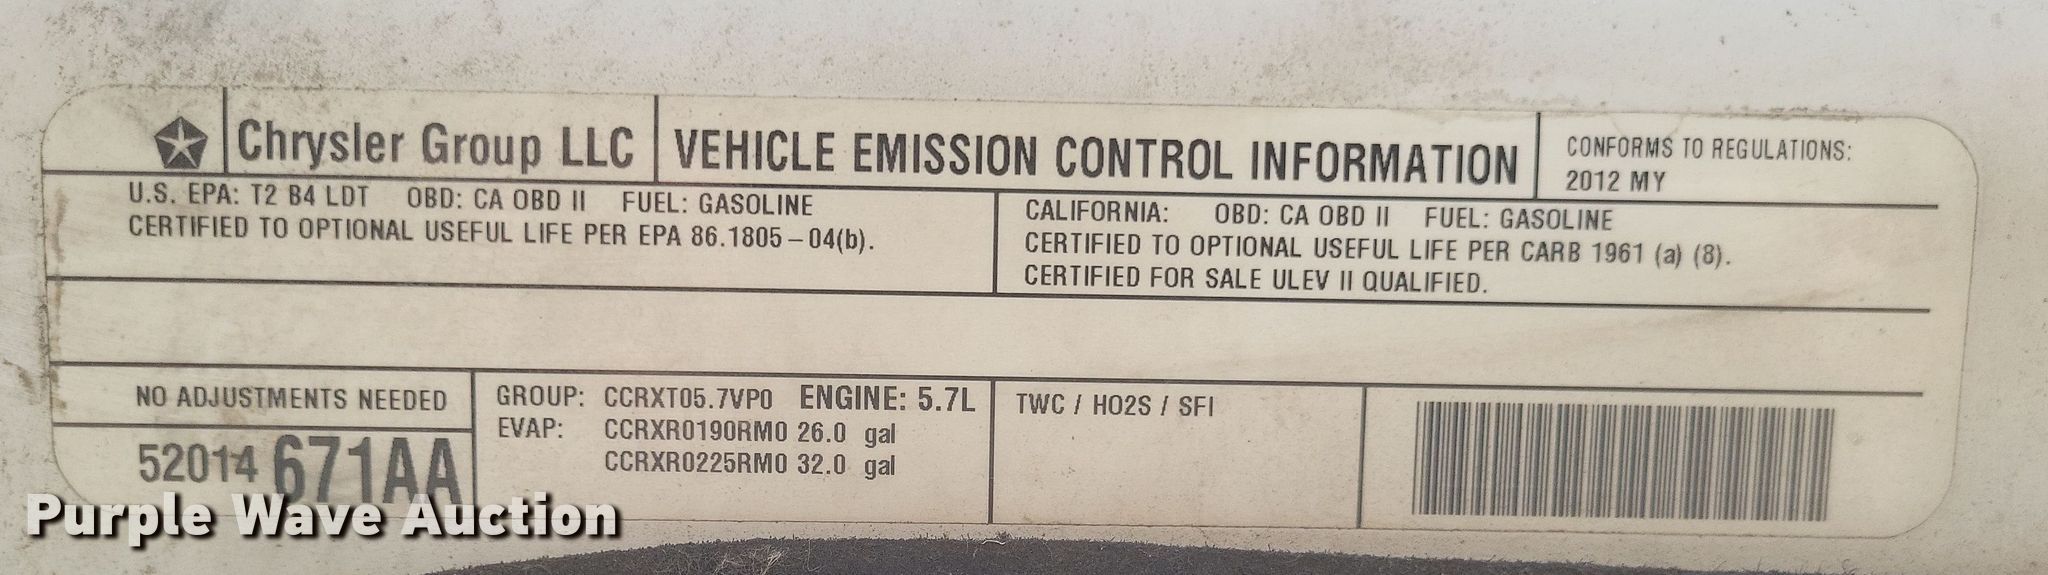 Chrysler Group LLC
VEHICLE EMISSION CONTROL INFORMATION
CONFORMS TO REGULATIONS:
2012 MY
U.S. EPA: T2 B4 LDT OBD: CA OBD II FUEL: GASOLINE
CERTIFIED TO OPTIONAL USEFUL LIFE PER EPA 86.1805-04(b).
CALIFORNIA: OBD: CA OBD II FUEL: GASOLINE
CERTIFIED TO OPTIONAL USEFUL LIFE PER CARB 1961 (a) (8).
CERTIFIED FOR SALE ULEV II QUALIFIED.
NO ADJUSTMENTS NEEDED
52014 671AA
GROUP: CCRXT05.7VP0 ENGINE: 5.7L
EVAP: CCRXR0190RM0 26.0 gal
CCRXR0225RM0 32.0 gal
TWC / HO2S / SFI
Purple Wave Auction